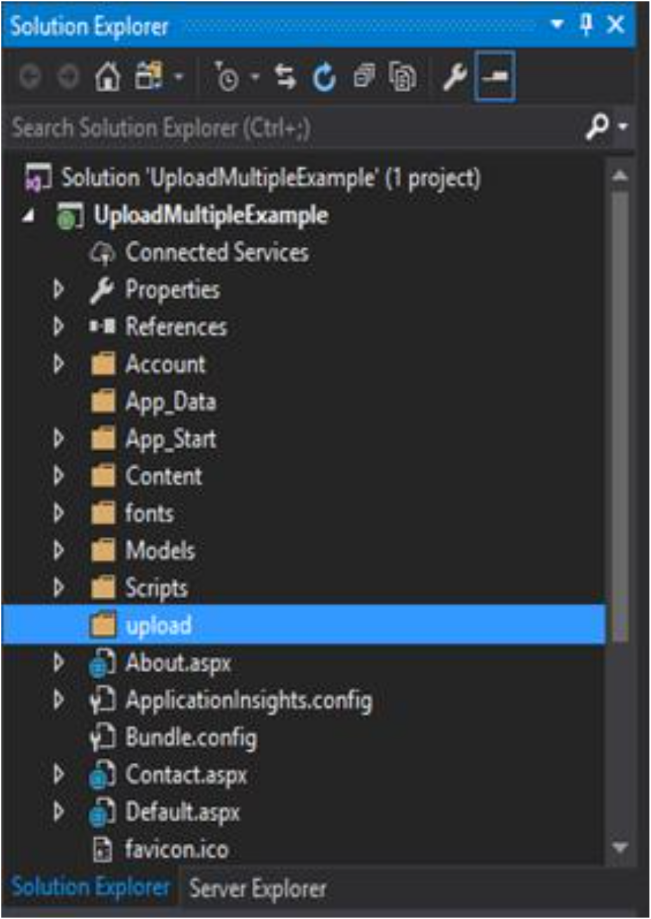 Solution Explorer
Search Solution Explorer (Ctrl+;)
Solution 'UploadMultipleExample' (1 project)
UploadMultipleExample
Connected Services
Properties
References
Account
App_Data
App_Start
Content
fonts
Models
Scripts
upload
About.aspx
ApplicationInsights.config
Bundle.config
Contact.aspx
Default.aspx
favicon.ico
Solution Explorer Server Explorer